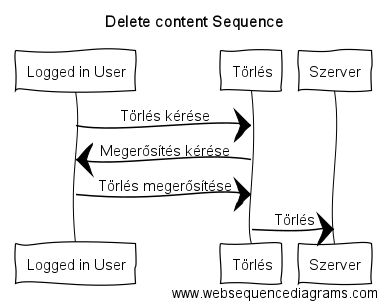 Delete content Sequence
Logged in User
Törlés
Szerver
Törlés kérése
Megerősítés kérése
Törlés megerősítése
Törlés
Logged in User
Törlés
Szerver
www.websequencediagrams.com